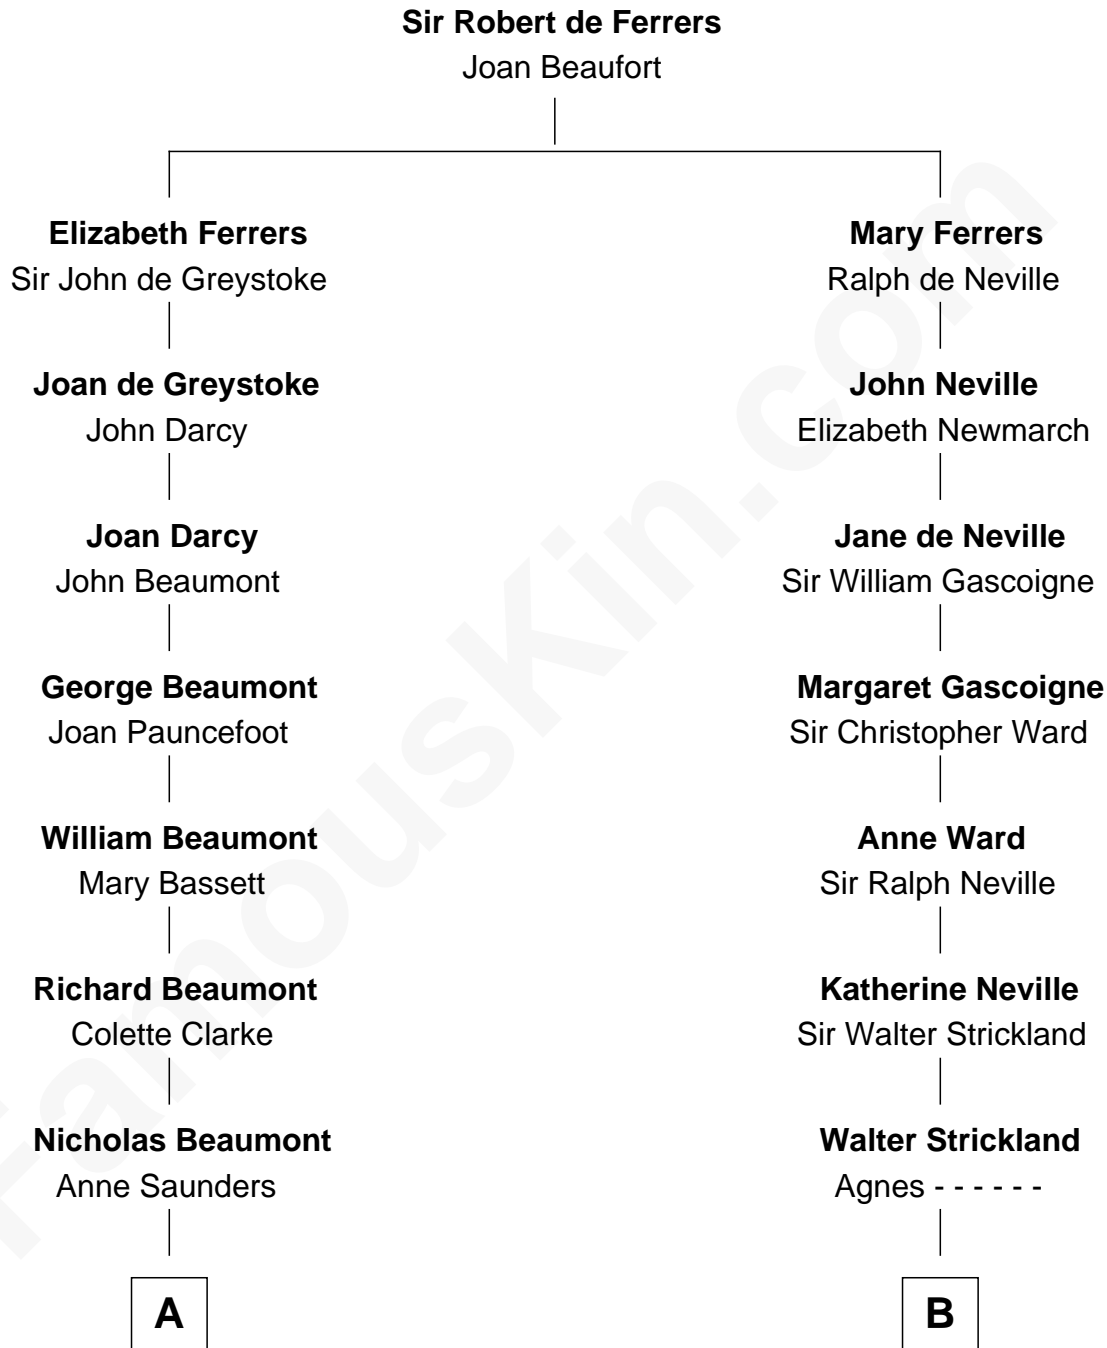 Sir Robert de Ferrers
Joan Beaufort
Elizabeth Ferrers
Sir John de Greystoke
Mary Ferrers
Ralph de Neville
Joan de Greystoke
John Darcy
John Neville
Elizabeth Newmarch
Joan Darcy
John Beaumont
Jane de Neville
Sir William Gascoigne
George Beaumont
Joan Pauncefoot
Margaret Gascoigne
Sir Christopher Ward
William Beaumont
Mary Bassett
Anne Ward
Sir Ralph Neville
Richard Beaumont
Colette Clarke
Katherine Neville
Sir Walter Strickland
Nicholas Beaumont
Anne Saunders
Walter Strickland
Agnes - - - - - -
A
B
FamousKin.com